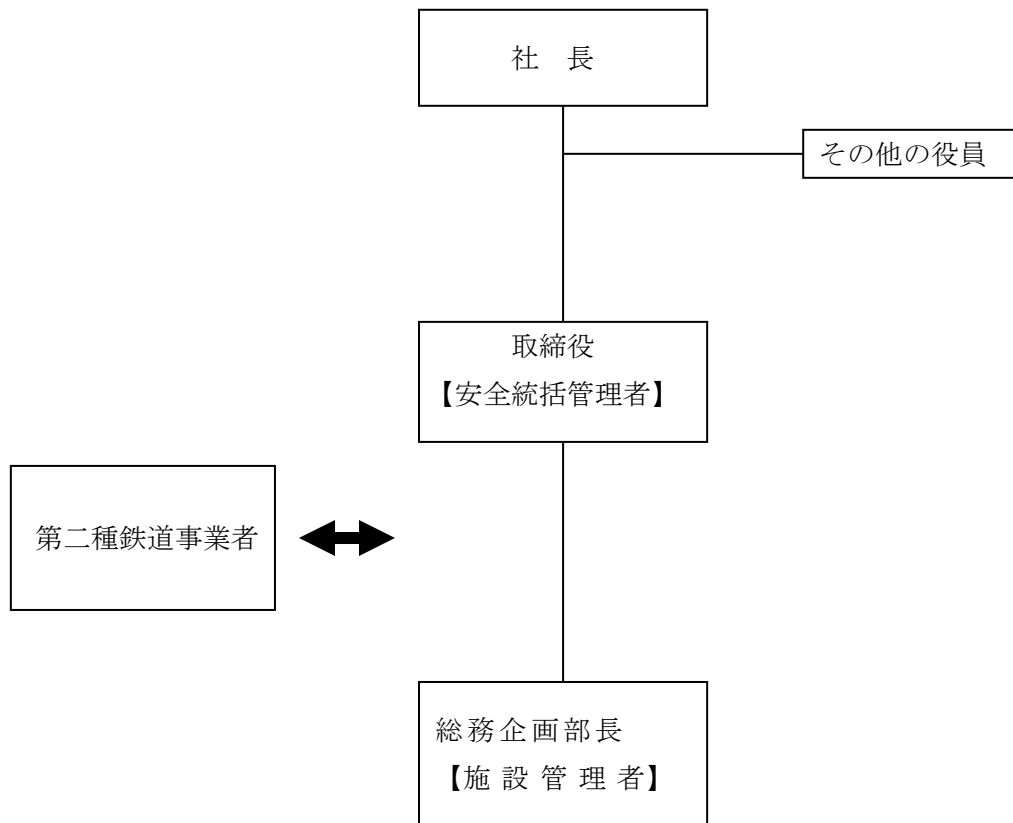 社　長
その他の役員
取締役
【安全統括管理者】
第二種鉄道事業者
総務企画部長
【施設管理者】